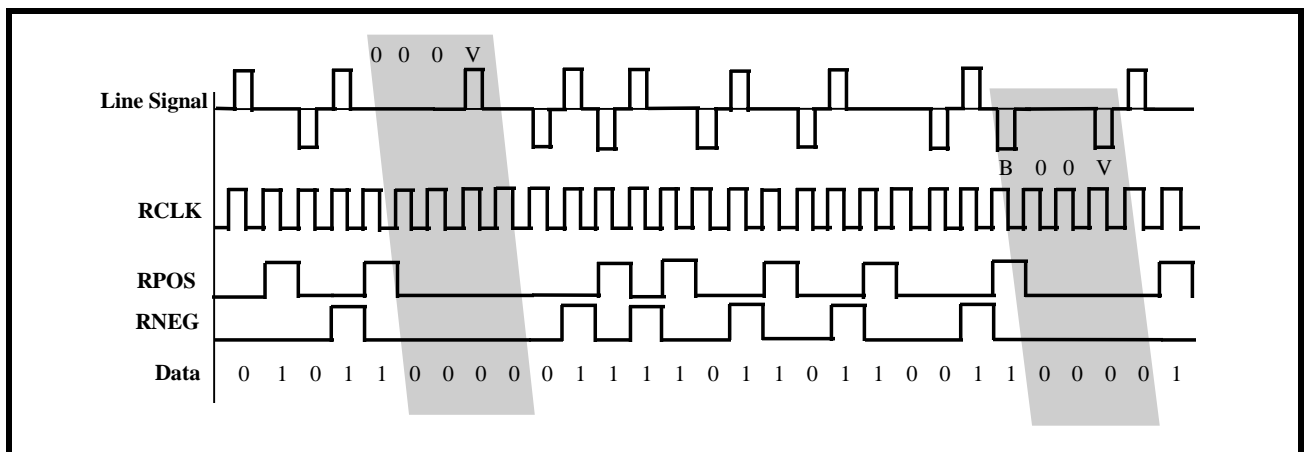 0 0 0 V
Line Signal
B 0 0 V
RCLK
RPOS
RNEG
Data 0 1 0 1 1 0 0 0 0 0 1 1 1 1 0 1 1 0 1 1 0 0 1 1 0 0 0 0 1